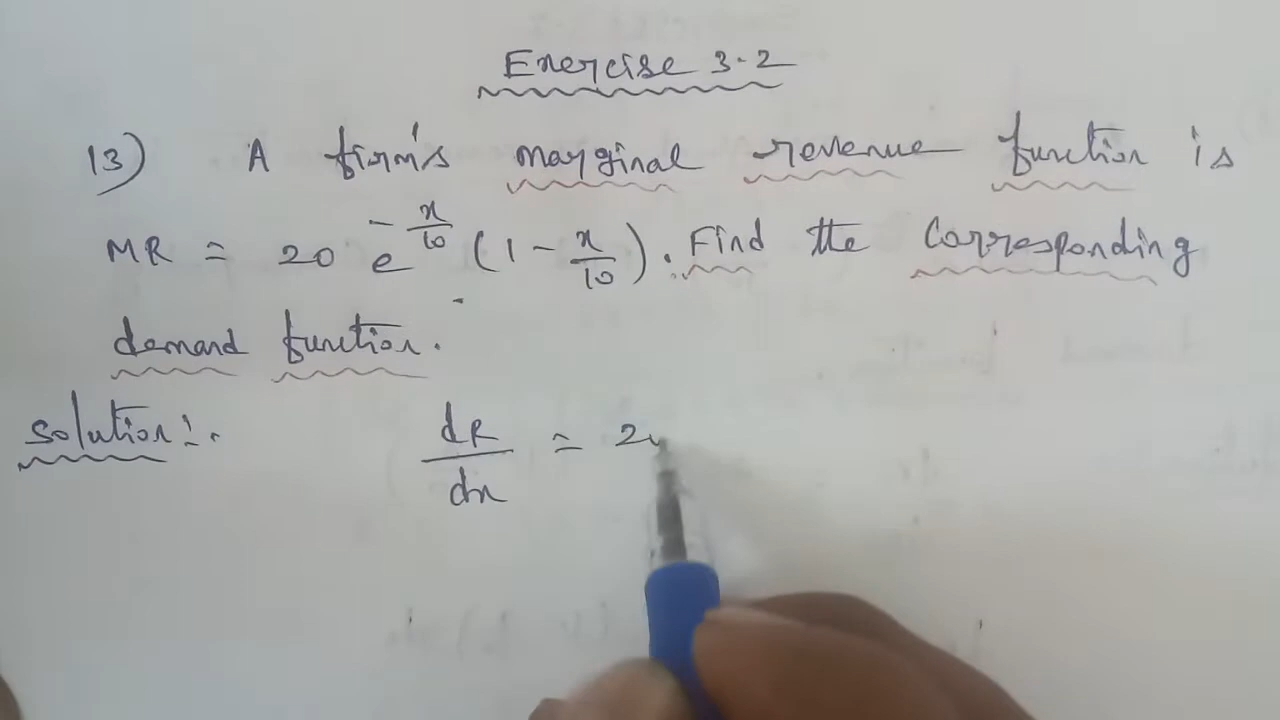 Exercise 3.2
13) A firm's marginal revenue function is
MR = 20 e^{-x/10} (1 - x/10). Find the corresponding
demand function.
Solution:.
dR/dx = 20